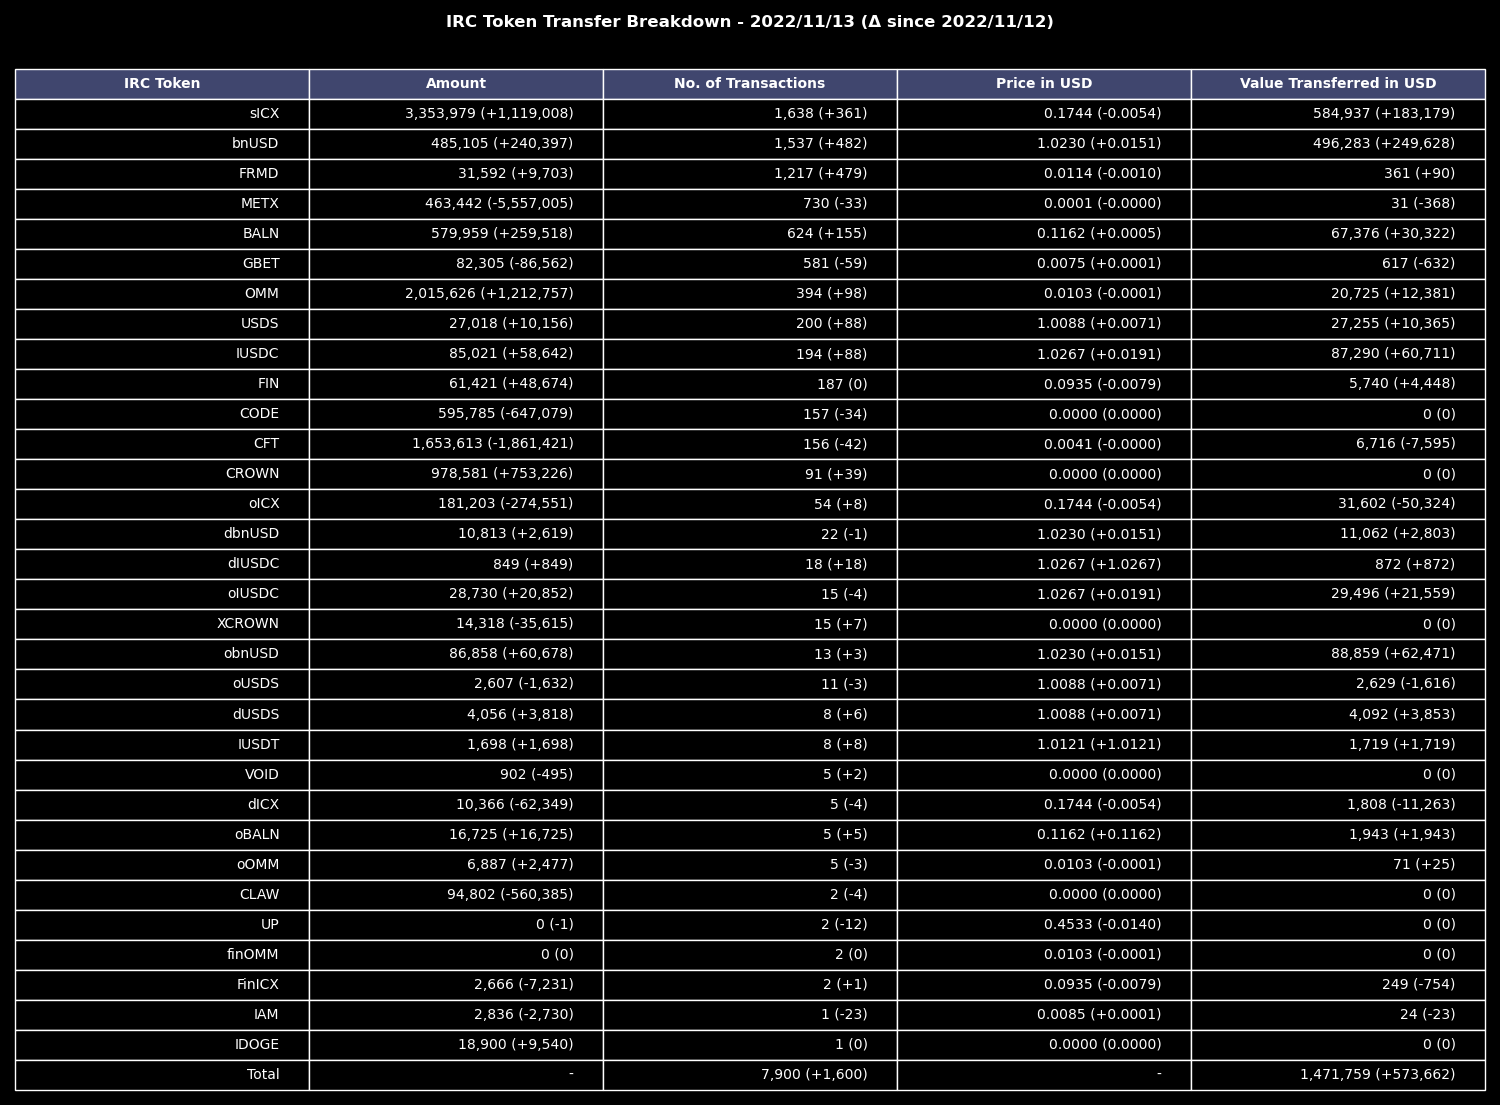 IRC Token Transfer Breakdown - 2022/11/13 (Δ since 2022/11/12)
IRC Token Amount No. of Transactions Price in USD Value Transferred in USD
sICX 3,353,979 (+1,119,008) 1,638 (+361) 0.1744 (-0.0054) 584,937 (+183,179)
bnUSD 485,105 (+240,397) 1,537 (+482) 1.0230 (+0.0151) 496,283 (+249,628)
FRMD 31,592 (+9,703) 1,217 (+479) 0.0114 (-0.0010) 361 (+90)
METX 463,442 (-5,557,005) 730 (-33) 0.0001 (-0.0000) 31 (-368)
BALN 579,959 (+259,518) 624 (+155) 0.1162 (+0.0005) 67,376 (+30,322)
GBET 82,305 (-86,562) 581 (-59) 0.0075 (+0.0001) 617 (-632)
OMM 2,015,626 (+1,212,757) 394 (+98) 0.0103 (-0.0001) 20,725 (+12,381)
USDS 27,018 (+10,156) 200 (+88) 1.0088 (+0.0071) 27,255 (+10,365)
IUSDC 85,021 (+58,642) 194 (+88) 1.0267 (+0.0191) 87,290 (+60,711)
FIN 61,421 (+48,674) 187 (0) 0.0935 (-0.0079) 5,740 (+4,448)
CODE 595,785 (-647,079) 157 (-34) 0.0000 (0.0000) 0 (0)
CFT 1,653,613 (-1,861,421) 156 (-42) 0.0041 (-0.0000) 6,716 (-7,595)
CROWN 978,581 (+753,226) 91 (+39) 0.0000 (0.0000) 0 (0)
oICX 181,203 (-274,551) 54 (+8) 0.1744 (-0.0054) 31,602 (-50,324)
dbnUSD 10,813 (+2,619) 22 (-1) 1.0230 (+0.0151) 11,062 (+2,803)
dIUSDC 849 (+849) 18 (+18) 1.0267 (+1.0267) 872 (+872)
oIUSDC 28,730 (+20,852) 15 (-4) 1.0267 (+0.0191) 29,496 (+21,559)
XCROWN 14,318 (-35,615) 15 (+7) 0.0000 (0.0000) 0 (0)
obnUSD 86,858 (+60,678) 13 (+3) 1.0230 (+0.0151) 88,859 (+62,471)
oUSDS 2,607 (-1,632) 11 (-3) 1.0088 (+0.0071) 2,629 (-1,616)
dUSDS 4,056 (+3,818) 8 (+6) 1.0088 (+0.0071) 4,092 (+3,853)
IUSDT 1,698 (+1,698) 8 (+8) 1.0121 (+1.0121) 1,719 (+1,719)
VOID 902 (-495) 5 (+2) 0.0000 (0.0000) 0 (0)
dICX 10,366 (-62,349) 5 (-4) 0.1744 (-0.0054) 1,808 (-11,263)
oBALN 16,725 (+16,725) 5 (+5) 0.1162 (+0.1162) 1,943 (+1,943)
oOMM 6,887 (+2,477) 5 (-3) 0.0103 (-0.0001) 71 (+25)
CLAW 94,802 (-560,385) 2 (-4) 0.0000 (0.0000) 0 (0)
UP 0 (-1) 2 (-12) 0.4533 (-0.0140) 0 (0)
finOMM 0 (0) 2 (0) 0.0103 (-0.0001) 0 (0)
FinICX 2,666 (-7,231) 2 (+1) 0.0935 (-0.0079) 249 (-754)
IAM 2,836 (-2,730) 1 (-23) 0.0085 (+0.0001) 24 (-23)
IDOGE 18,900 (+9,540) 1 (0) 0.0000 (0.0000) 0 (0)
Total - 7,900 (+1,600) - 1,471,759 (+573,662)